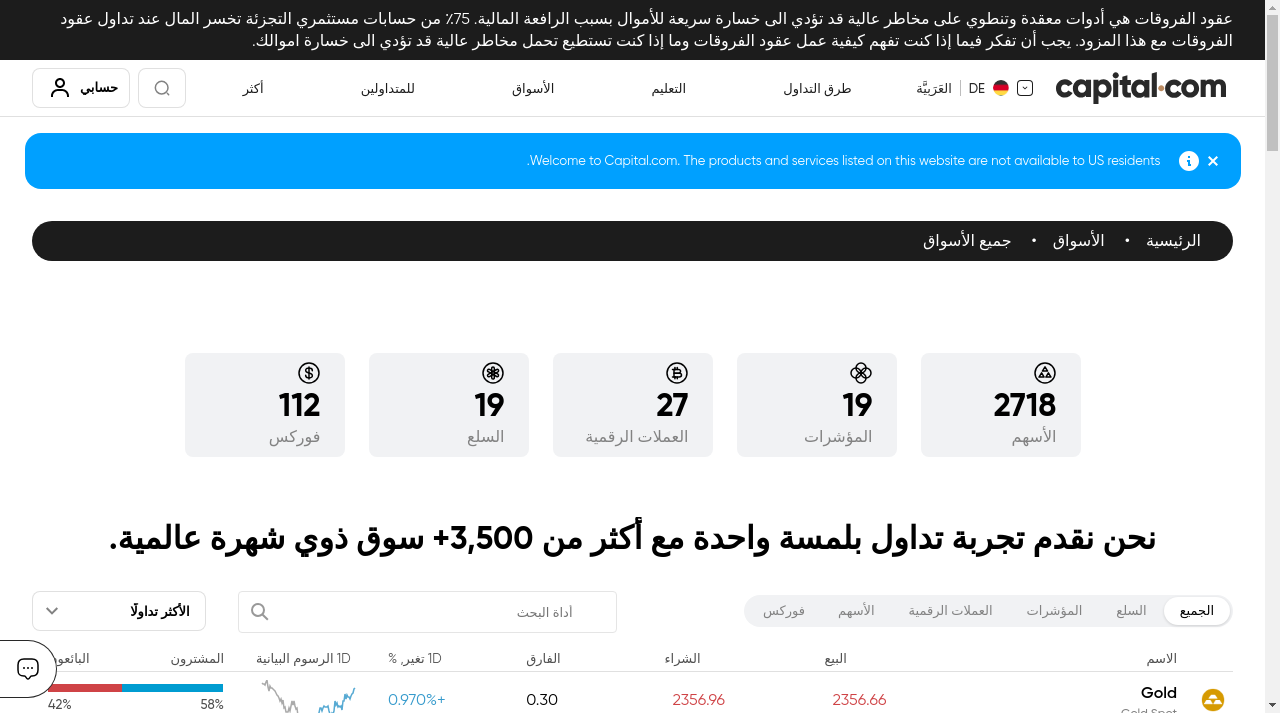 عقود الفروقات هي أدوات معقدة وتنطوي على مخاطر عالية قد تؤدي الى خسارة سريعة للأموال بسبب الرافعة المالية. 75٪ من حسابات مستثمري التجزئة تخسر المال عند تداول عقود
الفروقات مع هذا المزود. يجب أن تفكر فيما إذا كنت تفهم كيفية عمل عقود الفروقات وما إذا كنت تستطيع تحمل مخاطر عالية قد تؤدي الى خسارة اموالك.
capital.com
DE | العَرَبيَّة
طرق التداول
التعليم
الأسواق
للمتداولين
أكثر
حسابي
Welcome to Capital.com. The products and services listed on this website are not available to US residents.
الرئيسية • الأسواق • جميع الأسواق
2718
الأسهم
19
المؤشرات
27
العملات الرقمية
19
السلع
112
فوركس
نحن نقدم تجربة تداول بلمسة واحدة مع أكثر من 3,500+ سوق ذوي شهرة عالمية.
الجميع السلع المؤشرات العملات الرقمية الأسهم فوركس
أداة البحث
الأكثر تداولًا
الاسم البيع الشراء الفارق 1D تغير, % 1D الرسوم البيانية المشترون
Gold 2356.66 2356.96 0.30 0.970%+
Gold Spot
58% 42%